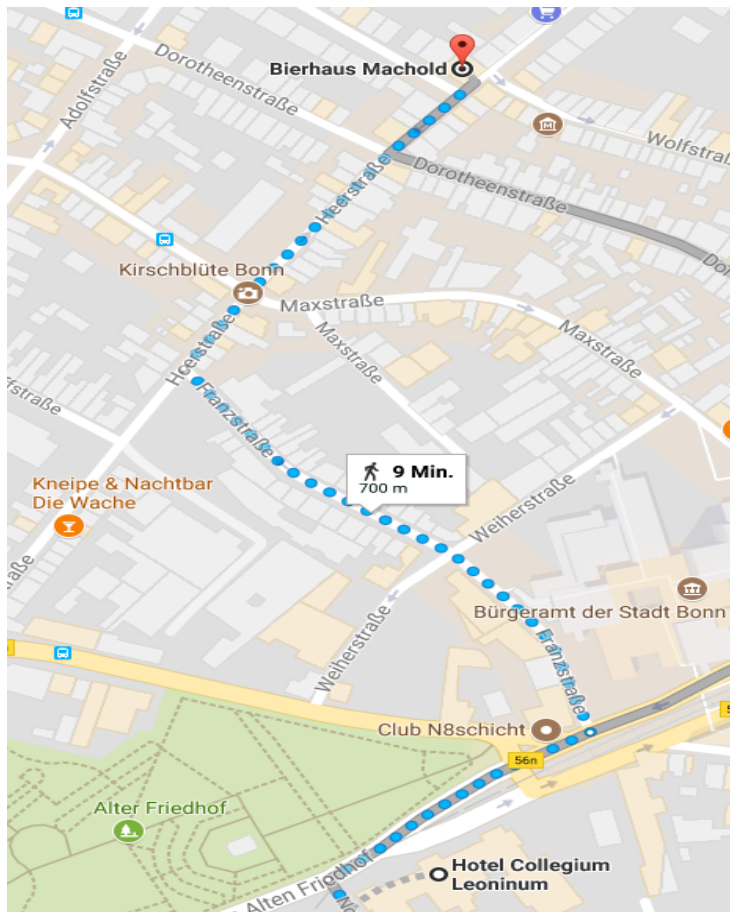 Bierhaus Machold
Dorotheenstraße
Adolfstraße
Wolfstraß
Heerstraße
Dorotheenstraße
Kirschblüte Bonn
Maxstraße
Heerstraße
Maxstraße
Maxstraße
Franzstraße
9 Min.
700 m
Kneipe & Nachtbar
Die Wache
Weiherstraße
Bürgeramt der Stadt Bonn
Weiherstraße
Franzstraße
Club N8schicht
56n
Alter Friedhof
Hotel Collegium
Leoninum
Alten Friedhof